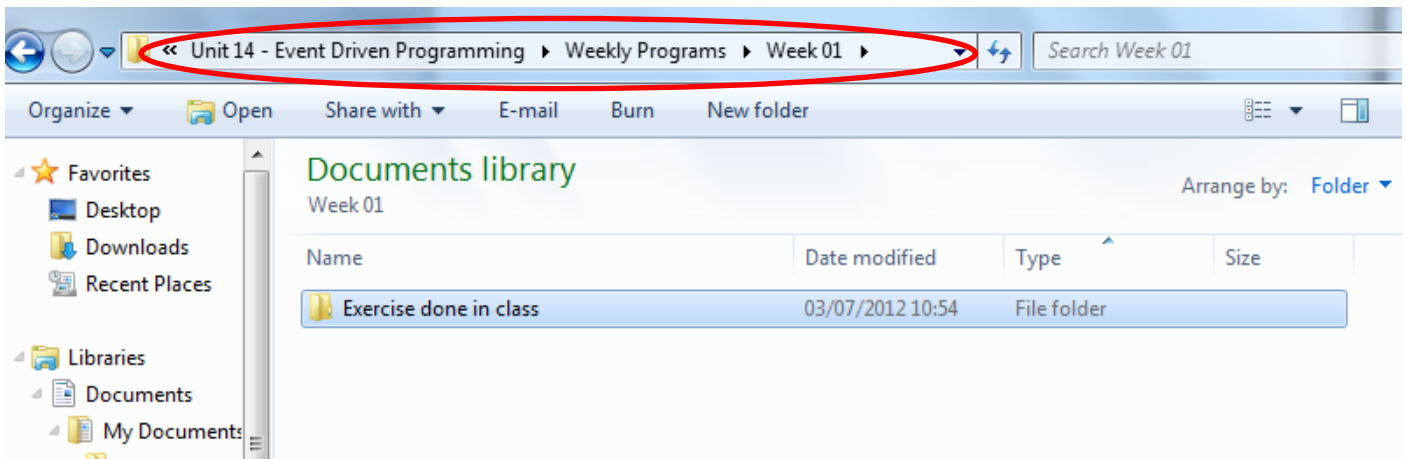 « Unit 14 - Event Driven Programming ▸ Weekly Programs ▸ Week 01 ▸ Search Week 01
Organize Open Share with E-mail Burn New folder
Favorites
Desktop
Downloads
Recent Places
Libraries
Documents
My Documents
Documents library
Week 01
Arrange by: Folder
Name Date modified Type Size
Exercise done in class 03/07/2012 10:54 File folder